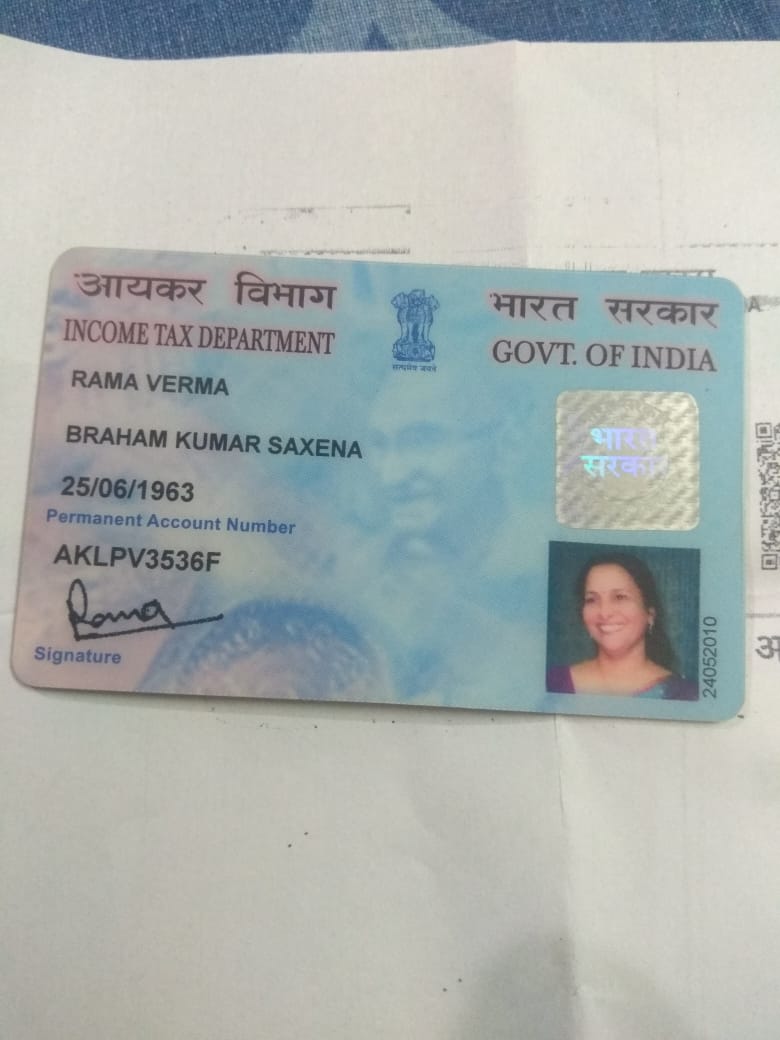 आयकर विभाग
INCOME TAX DEPARTMENT
सत्यमेव जयते
भारत सरकार
GOVT. OF INDIA
RAMA VERMA
BRAHAM KUMAR SAXENA
25/06/1963
Permanent Account Number
AKLPV3536F
Rama
Signature
भारत
सरकार
24052010